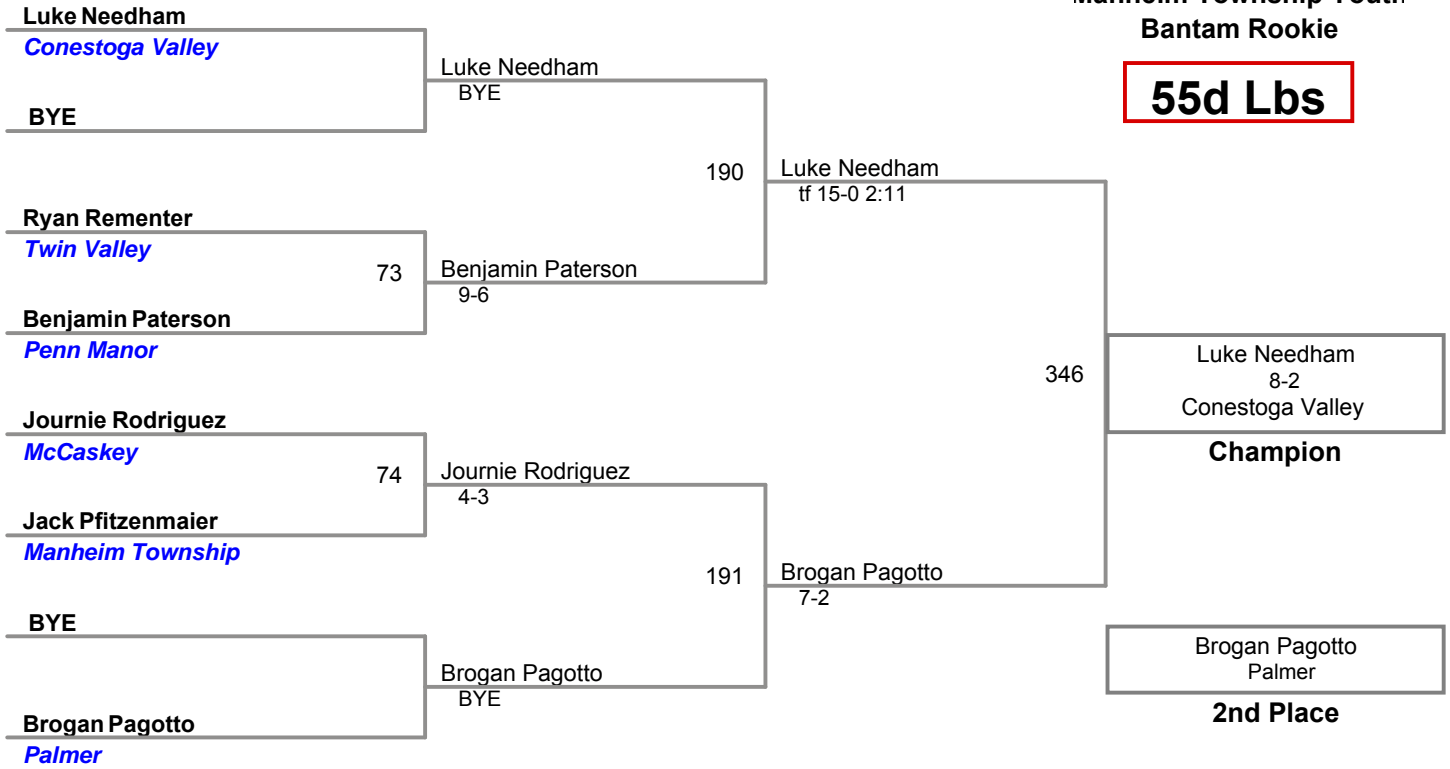 Manheim Township Youth
Bantam Rookie
55d Lbs
Luke Needham
Conestoga Valley
BYE
Ryan Rementer
Twin Valley
73
Benjamin Paterson
Penn Manor
Journie Rodriguez
McCaskey
74
Jack Pfitzenmaier
Manheim Township
BYE
Brogan Pagotto
Palmer
Luke Needham
BYE
190
Benjamin Paterson
9-6
Journie Rodriguez
4-3
191
Brogan Pagotto
BYE
Luke Needham
tf 15-0 2:11
346
Brogan Pagotto
7-2
Luke Needham
8-2
Conestoga Valley
Champion
Brogan Pagotto
Palmer
2nd Place